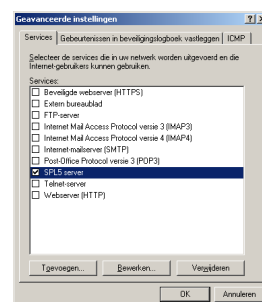 Geavanceerde instellingen
Services
Gebeurtenissen in beveiligingslogboek vastleggen
ICMP
Selecteer de services die in uw netwerk worden uitgevoerd en die
Internet-gebruikers kunnen gebruiken.
Services:
Beveiligde webserver (HTTPS)
Extern bureaublad
FTP-server
Internet Mail Access Protocol versie 3 (IMAP3)
Internet Mail Access Protocol versie 4 (IMAP4)
Internet-mailserver (SMTP)
Post-Office Protocol versie 3 (POP3)
SPL5 server
Telnet-server
Webserver (HTTP)
Toevoegen...
Bewerken...
Verwijderen
OK
Annuleren